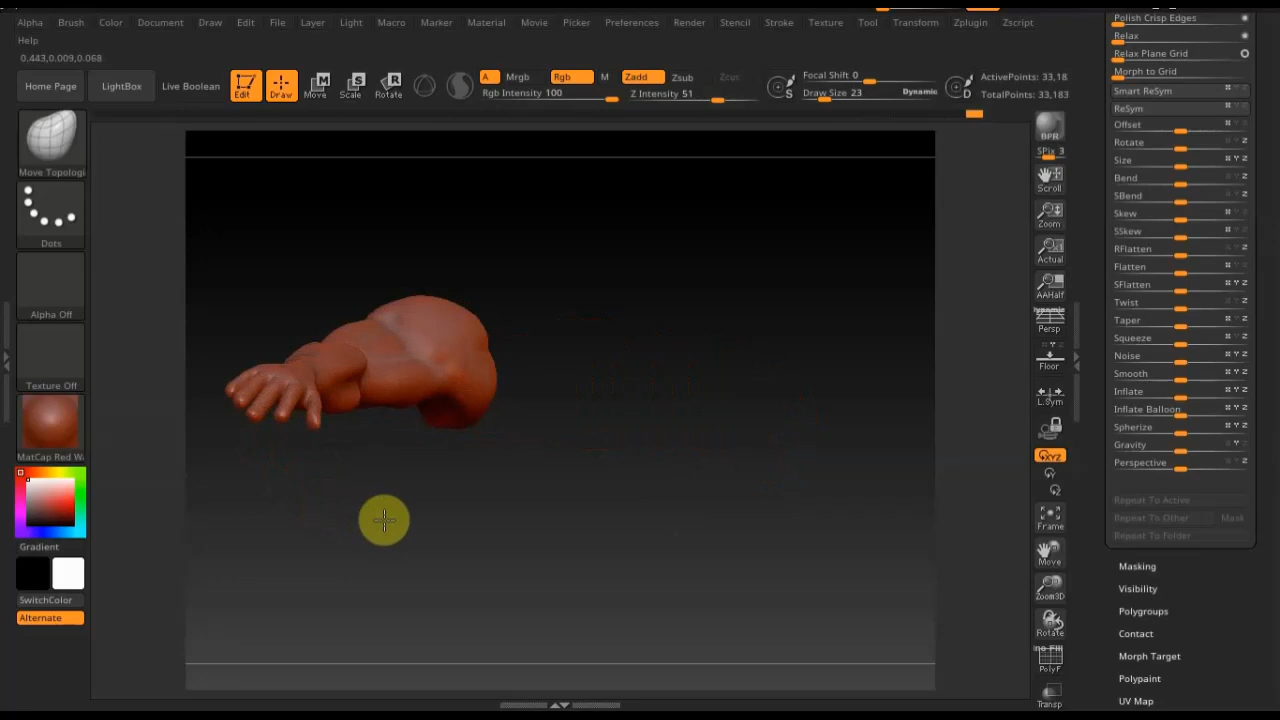 Alpha Brush Color Document Draw Edit File Layer Light Macro Marker Material Movie Picker Preferences Render Stencil Stroke Texture Tool Transform Zplugin Zscript
Help
0.443,0.009,0.068
Home Page
LightBox
Live Boolean
Edit
Draw
Move
Scale
Rotate
A
Mrgb
Rgb
M
Rgb Intensity 100
Zadd
Zsub
Zcut
Z Intensity 51
S
Focal Shift 0
Draw Size 23
Dynamic
D
ActivePoints: 33,18
TotalPoints: 33,183
Move Topologi
Dots
Alpha Off
Texture Off
MatCap Red Wa
Gradient
SwitchColor
Alternate
BPR
SPix 3
Scroll
Zoom
Actual
AAHalf
Dynamic
Persp
Floor
L.Sym
XYZ
Y
Z
Frame
Move
Zoom3D
Rotate
PolyF
Transp
Polish Crisp Edges
Relax
Relax Plane Grid
Morph to Grid
Smart ReSym
ReSym
Offset
Rotate
Size
Bend
SBend
Skew
SSkew
RFlatten
Flatten
SFlatten
Twist
Taper
Squeeze
Noise
Smooth
Inflate
Inflate Balloon
Spherize
Gravity
Perspective
Repeat To Active
Repeat To Other
Mask
Repeat To Folder
Masking
Visibility
Polygroups
Contact
Morph Target
Polypaint
UV Map